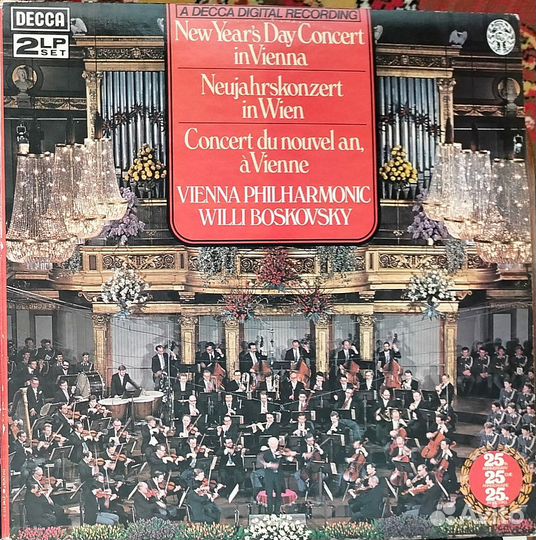 DECCA
2LP
SET
A DECCA DIGITAL RECORDING
New Year's Day Concert
in Vienna
Neujahrskonzert
in Wien
Concert du nouvel an,
à Vienne
VIENNA PHILHARMONIC
WILLI BOSKOVSKY
25.
25
25.
Avito